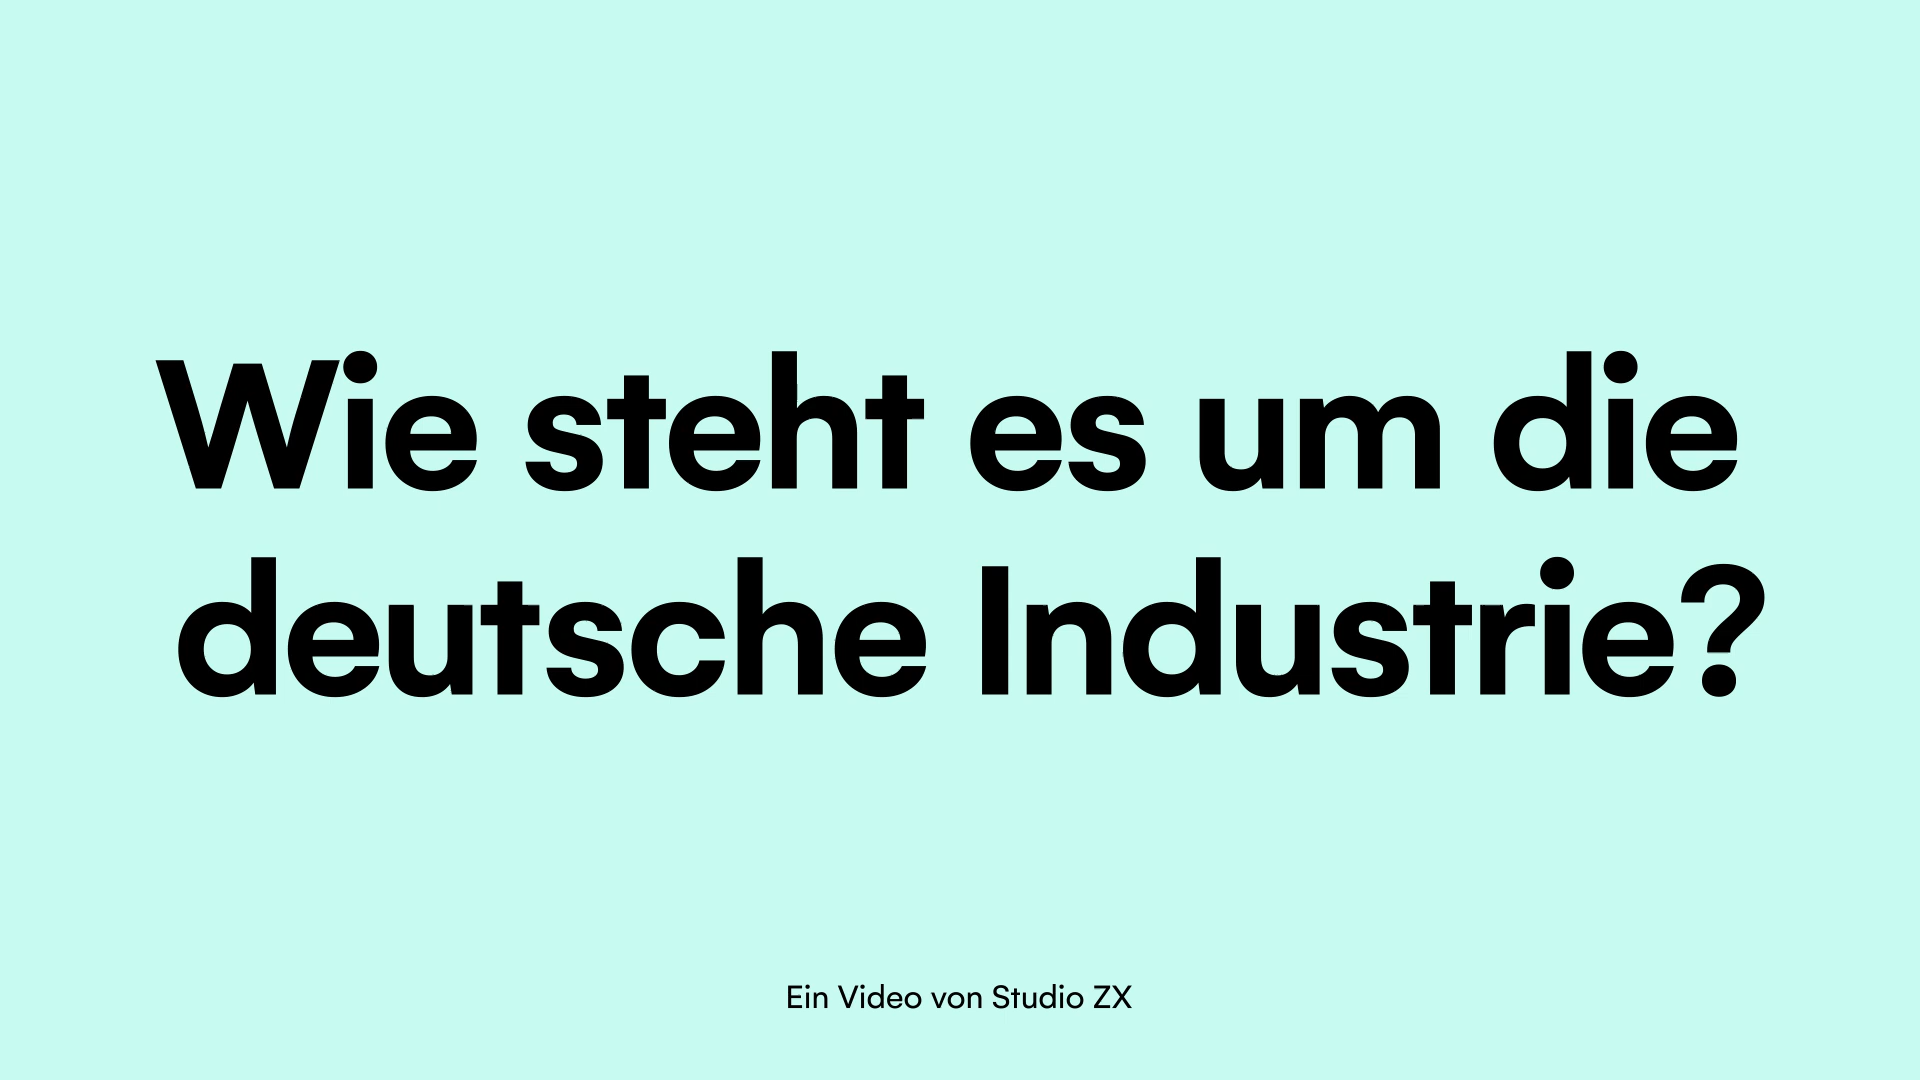 Wie steht es um die
deutsche Industrie?
Ein Video von Studio ZX